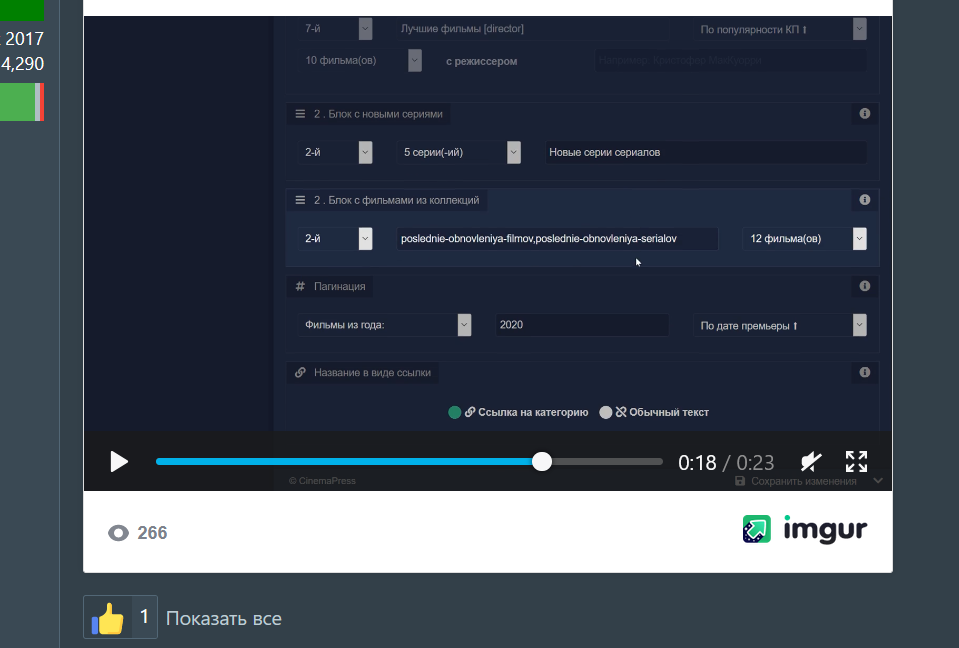 2017
4,290
7-й Лучшие фильмы [director] По популярности КП ⬆
10 фильма(ов) с режиссером Например: Кристофер МакКуорри
2 . Блок с новыми сериями
2-й 5 серии(-ий) Новые серии сериалов
2 . Блок с фильмами из коллекций
2-й poslednie-obnovleniya-filmov,poslednie-obnovleniya-serialov 12 фильма(ов)
# Пагинация
Фильмы из года: 2020 По дате премьеры ⬆
Название в виде ссылки
Ссылка на категорию Обычный текст
0:18 / 0:23
© CinemaPress Сохранить изменения
266 imgur
1 Показать все